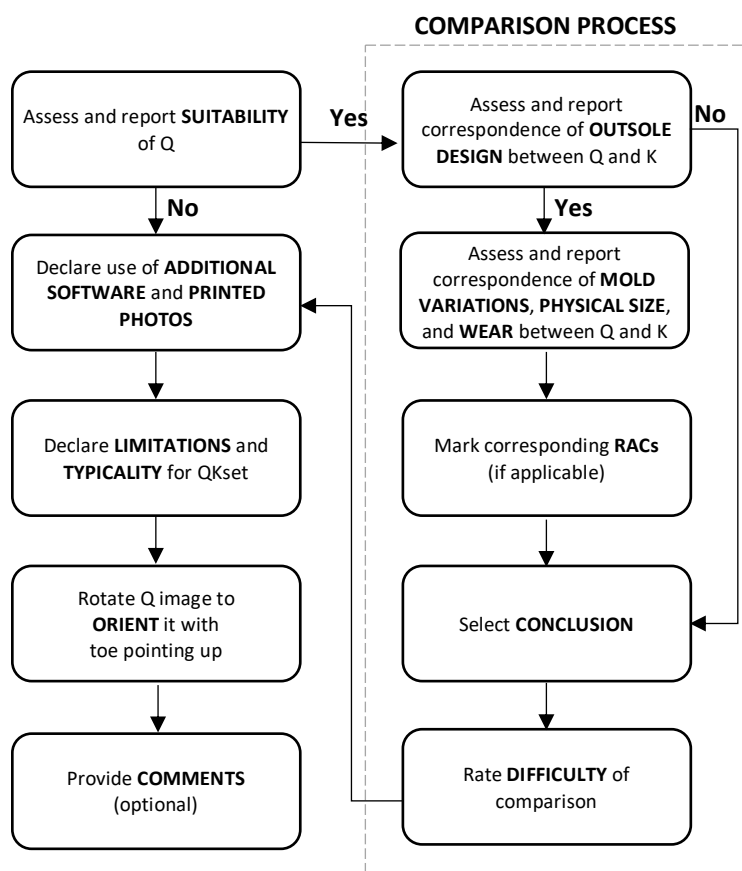 COMPARISON PROCESS
Assess and report SUITABILITY
of Q
Yes
No
Declare use of ADDITIONAL
SOFTWARE and PRINTED
PHOTOS
Declare LIMITATIONS and
TYPICALITY for QKset
Rotate Q image to
ORIENT it with
toe pointing up
Provide COMMENTS
(optional)
Assess and report
correspondence of OUTSOLE
DESIGN between Q and K
No
Yes
Assess and report
correspondence of MOLD
VARIATIONS, PHYSICAL SIZE,
and WEAR between Q and K
Mark corresponding RACs
(if applicable)
Select CONCLUSION
Rate DIFFICULTY of
comparison